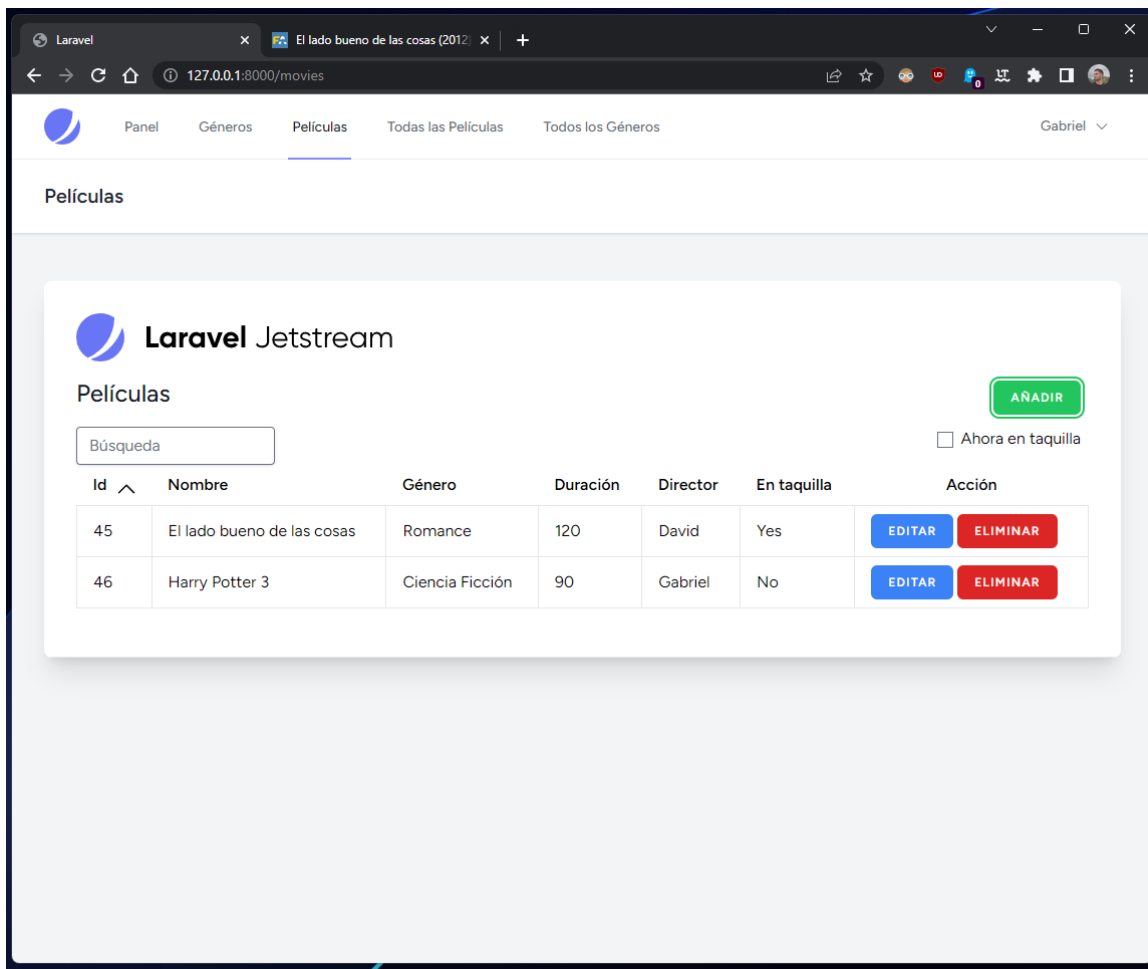 Laravel
El lado bueno de las cosas (2012)
127.0.0.1:8000/movies
UD
0
Panel Géneros Películas Todas las Películas Todos los Géneros Gabriel
Películas
Laravel Jetstream
Películas
AÑADIR
Búsqueda
Ahora en taquilla
Id Nombre Género Duración Director En taquilla Acción
45 El lado bueno de las cosas Romance 120 David Yes EDITAR ELIMINAR
46 Harry Potter 3 Ciencia Ficción 90 Gabriel No EDITAR ELIMINAR